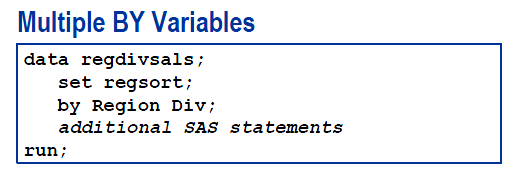 Multiple BY Variables
data regdivsals;
set regsort;
by Region Div;
additional SAS statements
run;